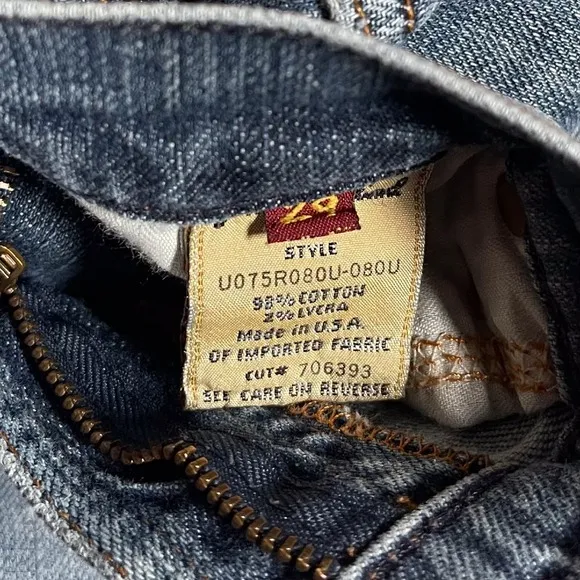 STYLE
U075R080U-080U
98% COTTON
2% LYCRA
Made in U.S.A.
OF IMPORTED FABRIC
CUT# 706393
SEE CARE ON REVERSE